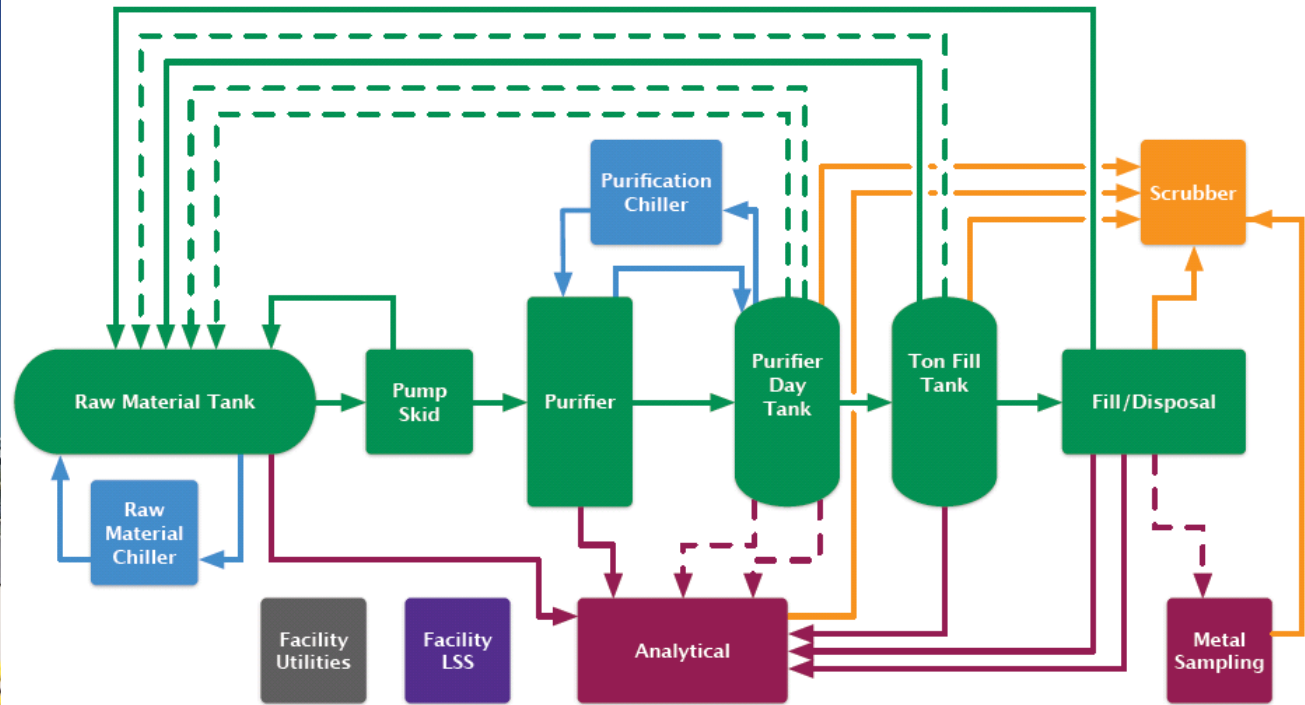 Purification
Chiller
Scrubber
Raw Material Tank
Pump
Skid
Purifier
Purifier
Day
Tank
Ton Fill
Tank
Fill/Disposal
Raw
Material
Chiller
Facility
Utilities
Facility
LSS
Analytical
Metal
Sampling